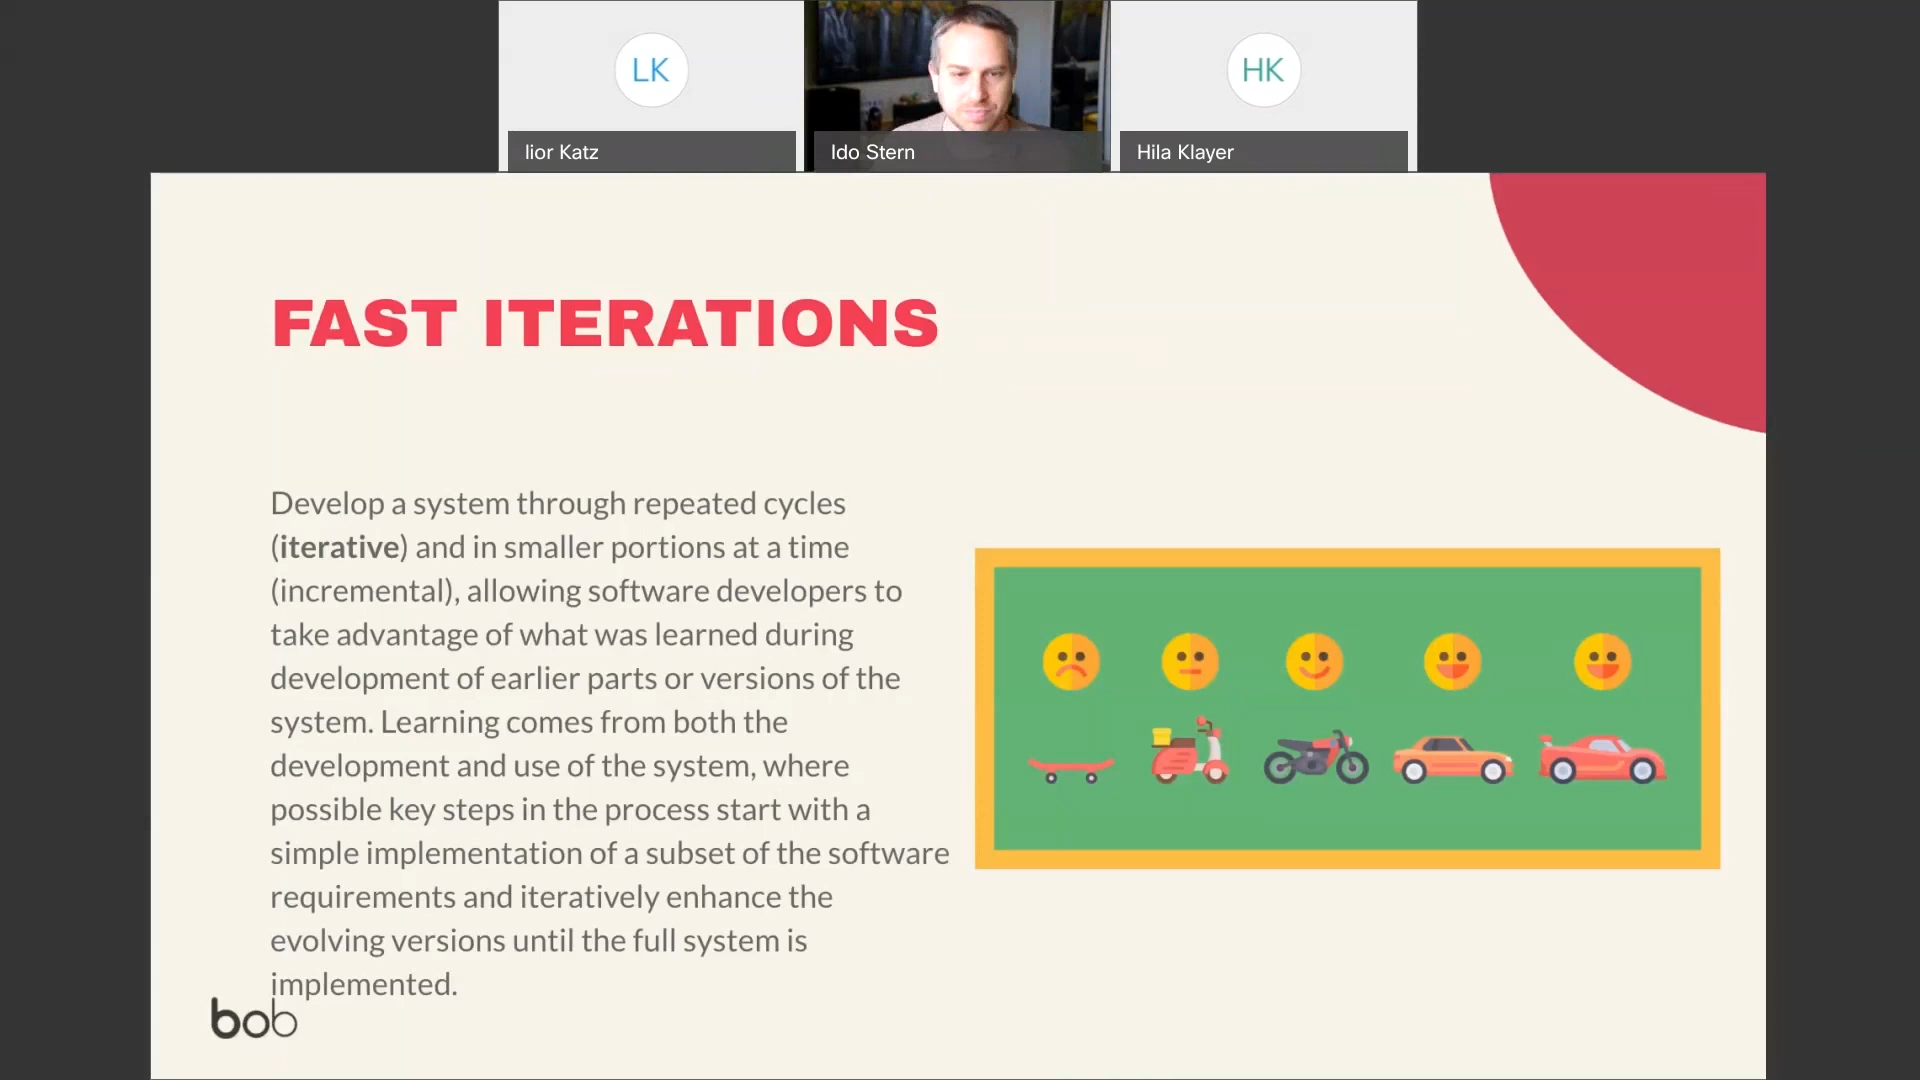 LK
lior Katz
Ido Stern
HK
Hila Klayer
FAST ITERATIONS
Develop a system through repeated cycles
(iterative) and in smaller portions at a time
(incremental), allowing software developers to
take advantage of what was learned during
development of earlier parts or versions of the
system. Learning comes from both the
development and use of the system, where
possible key steps in the process start with a
simple implementation of a subset of the software
requirements and iteratively enhance the
evolving versions until the full system is
implemented.
bob